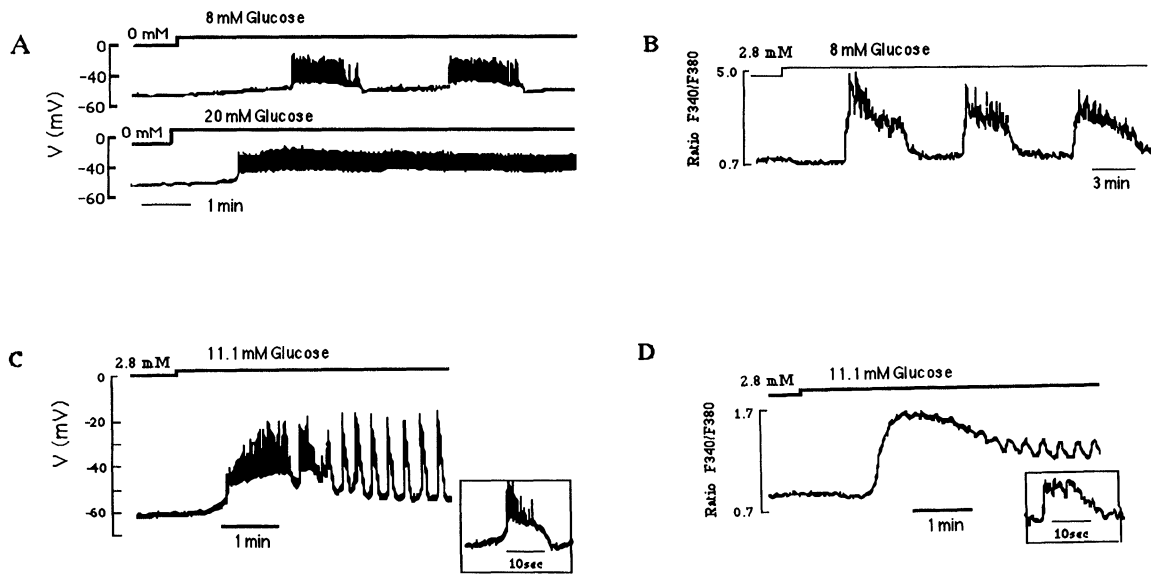 A
0 mM
8 mM Glucose
0
-40
-60
0 mM
20 mM Glucose
0
-40
-60
V (mV)
1 min
B
2.8 mM
8mM Glucose
5.0
0.7
Ratio F340/F380
3 min
C
2.8 mM
11.1 mM Glucose
0
-20
-40
-60
V (mV)
1 min
10sec
D
2.8 mM
11.1 mM Glucose
1.7
0.7
Ratio F340/F380
1 min
10sec